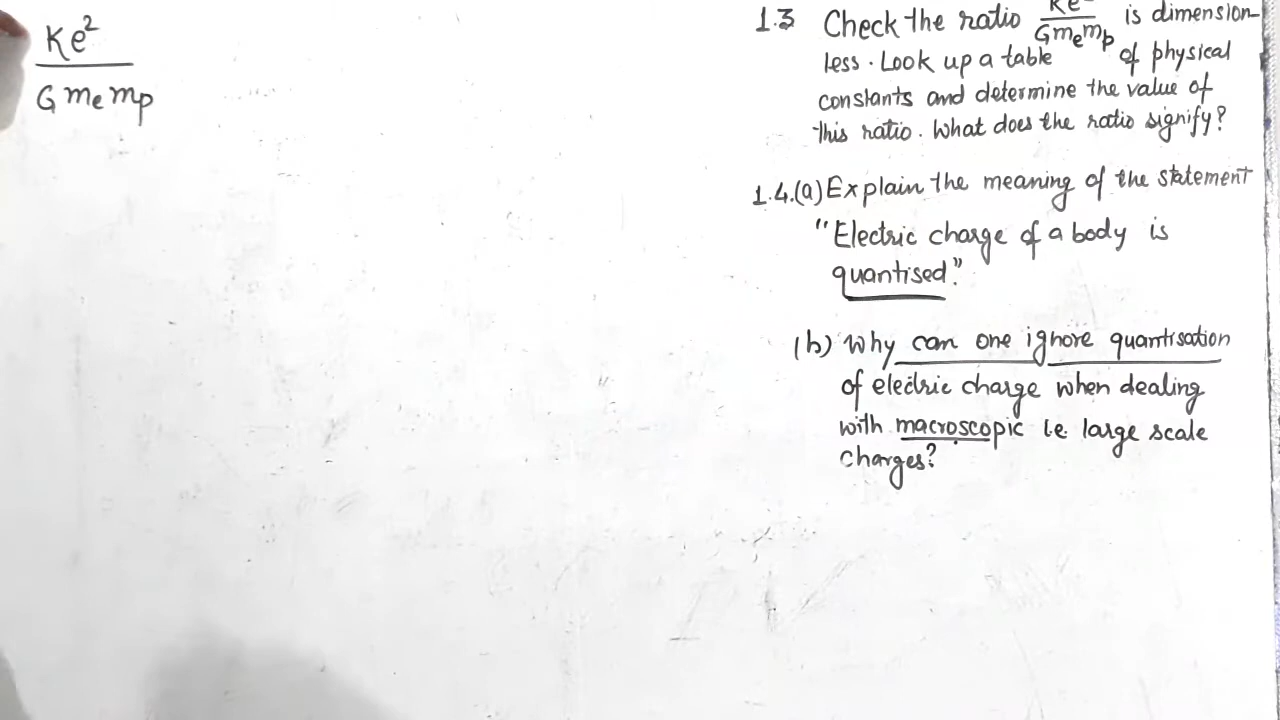 Ke²
G me mp
1.3 Check the ratio Ke is dimension-
Gmemp
less. Look up a table of physical
constants and determine the value of
this ratio. What does the ratio signify?
1.4.(a) Explain the meaning of the statement
"Electric charge of a body is
quantised."
(b) Why can one ignore quantisation
of electric charge when dealing
with macroscopic i.e large scale
charges?